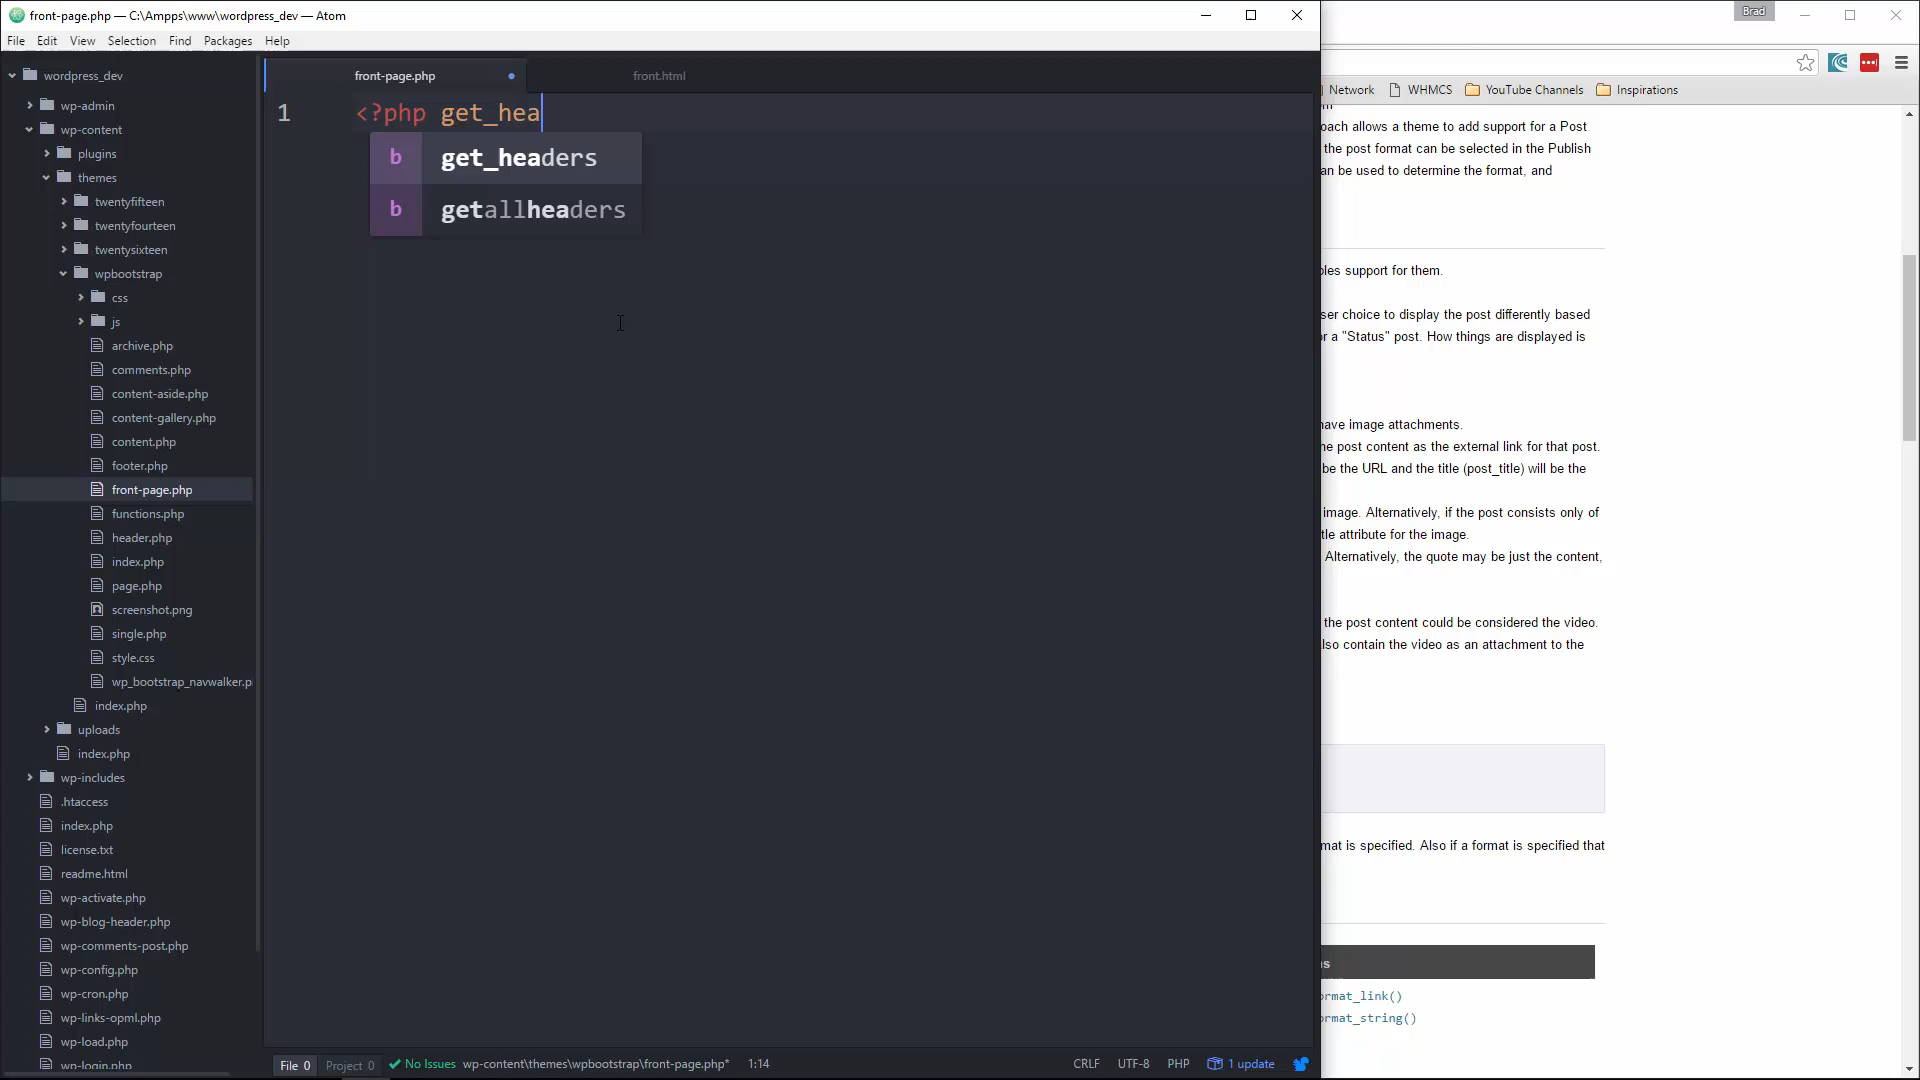 front-page.php — C:\Ampps\www\wordpress_dev — Atom
Brad
File Edit View Selection Find Packages Help
wordpress_dev
wp-admin
wp-content
plugins
themes
twentyfifteen
twentyfourteen
twentysixteen
wpbootstrap
css
js
archive.php
comments.php
content-aside.php
content-gallery.php
content.php
footer.php
front-page.php
functions.php
header.php
index.php
page.php
screenshot.png
single.php
style.css
wp_bootstrap_navwalker.p
index.php
uploads
index.php
wp-includes
.htaccess
index.php
license.txt
readme.html
wp-activate.php
wp-blog-header.php
wp-comments-post.php
wp-config.php
wp-cron.php
wp-links-opml.php
wp-load.php
wp-login.php
front-page.php front.html
1 <?php get_hea
b get_headers
b getallheaders
File 0 Project 0 No Issues wp-content\themes\wpbootstrap\front-page.php* 1:14 CRLF UTF-8 PHP 1 update
Network WHMCS YouTube Channels Inspirations
oach allows a theme to add support for a Post
the post format can be selected in the Publish
an be used to determine the format, and
les support for them.
ser choice to display the post differently based
or a "Status" post. How things are displayed is
have image attachments.
he post content as the external link for that post.
be the URL and the title (post_title) will be the
image. Alternatively, if the post consists only of
tle attribute for the image.
Alternatively, the quote may be just the content,
the post content could be considered the video.
lso contain the video as an attachment to the
mat is specified. Also if a format is specified that
s
ormat_link()
ormat_string()